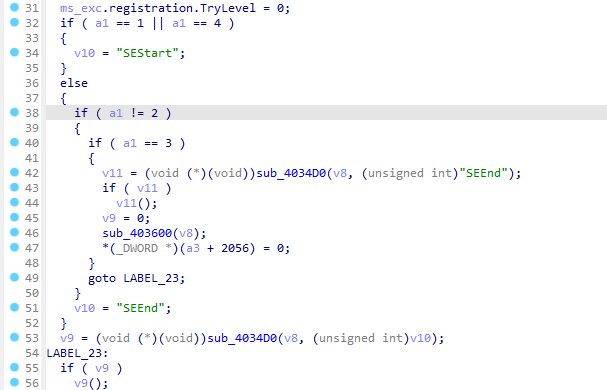 31 ms_exc.registration.TryLevel = 0;
32 if ( a1 == 1 || a1 == 4 )
33 {
34 v10 = "SEStart";
35 }
36 else
37 {
38 if ( a1 != 2 )
39 {
40 if ( a1 == 3 )
41 {
42 v11 = (void (*)(void))sub_4034D0(v8, (unsigned int)"SEEnd");
43 if ( v11 )
44 v11();
45 v9 = 0;
46 sub_403600(v8);
47 *(_DWORD *)(a3 + 2056) = 0;
48 }
49 goto LABEL_23;
50 }
51 v10 = "SEEnd";
52 }
53 v9 = (void (*)(void))sub_4034D0(v8, (unsigned int)v10);
54 LABEL_23:
55 if ( v9 )
56 v9();